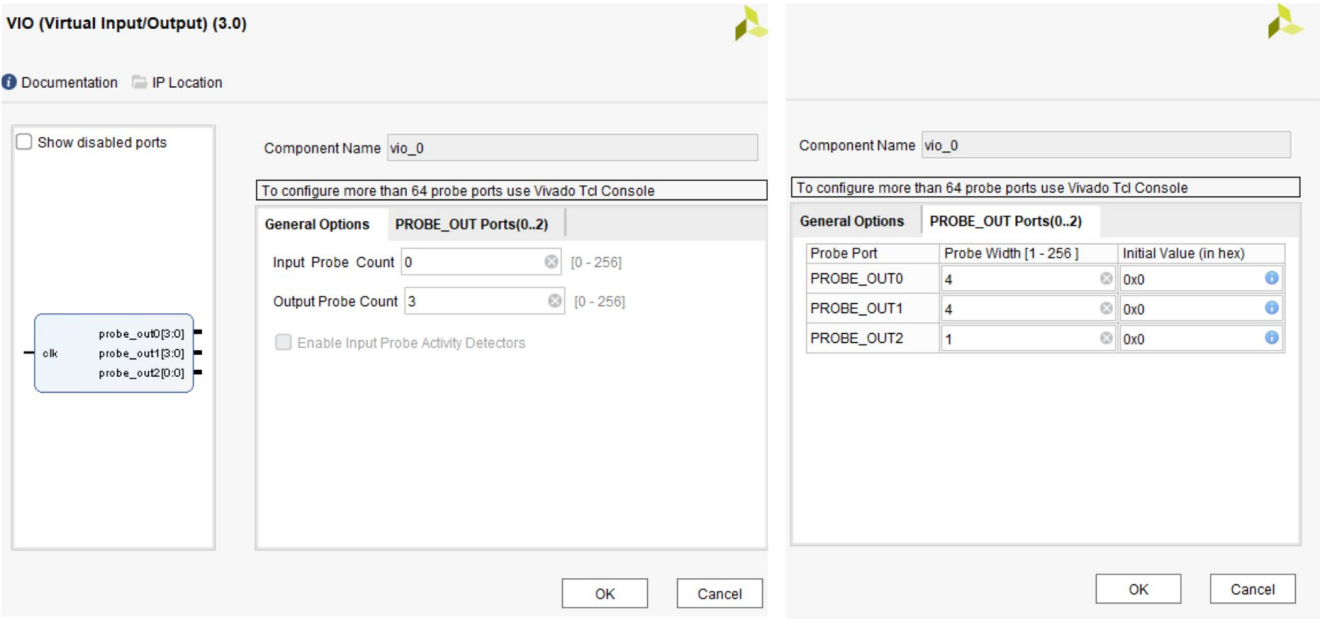 VIO (Virtual Input/Output) (3.0)
Documentation IP Location
Show disabled ports
clk
probe_out0[3:0]
probe_out1[3:0]
probe_out2[0:0]
Component Name vio_0
To configure more than 64 probe ports use Vivado Tcl Console
General Options PROBE_OUT Ports(0..2)
Input Probe Count 0 [0 - 256]
Output Probe Count 3 [0 - 256]
Enable Input Probe Activity Detectors
OK Cancel
Component Name vio_0
To configure more than 64 probe ports use Vivado Tcl Console
General Options PROBE_OUT Ports(0..2)
Probe Port Probe Width [1 - 256 ] Initial Value (in hex)
PROBE_OUT0 4 0x0
PROBE_OUT1 4 0x0
PROBE_OUT2 1 0x0
OK Cancel